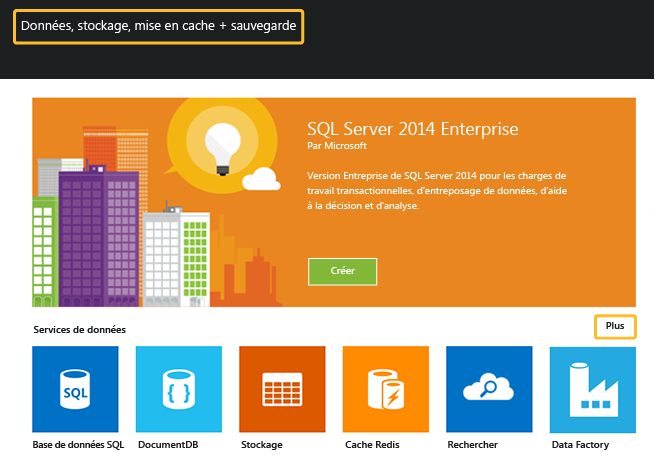 Données, stockage, mise en cache + sauvegarde
SQL Server 2014 Enterprise
Par Microsoft
Version Entreprise de SQL Server 2014 pour les charges de
travail transactionnelles, d'entreposage de données, d'aide
à la décision et d'analyse.
Créer
Services de données
Plus
SQL
{ }
Base de données SQL
DocumentDB
Stockage
Cache Redis
Rechercher
Data Factory